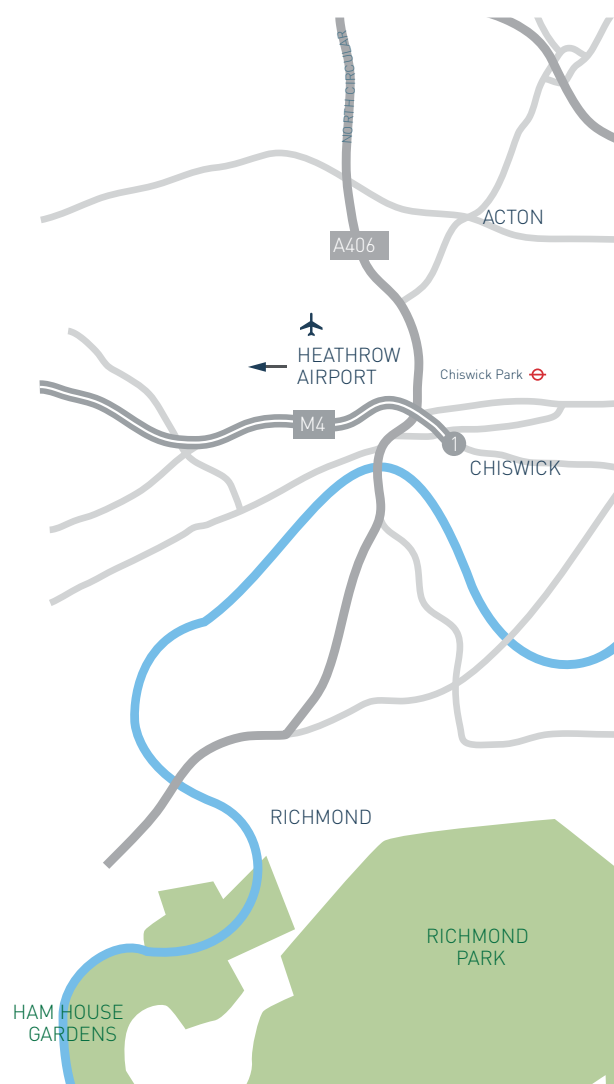 NORTH CIRCULAR
ACTON
A406
HEATHROW
AIRPORT
Chiswick Park
M4
1
CHISWICK
RICHMOND
RICHMOND
PARK
HAM HOUSE
GARDENS